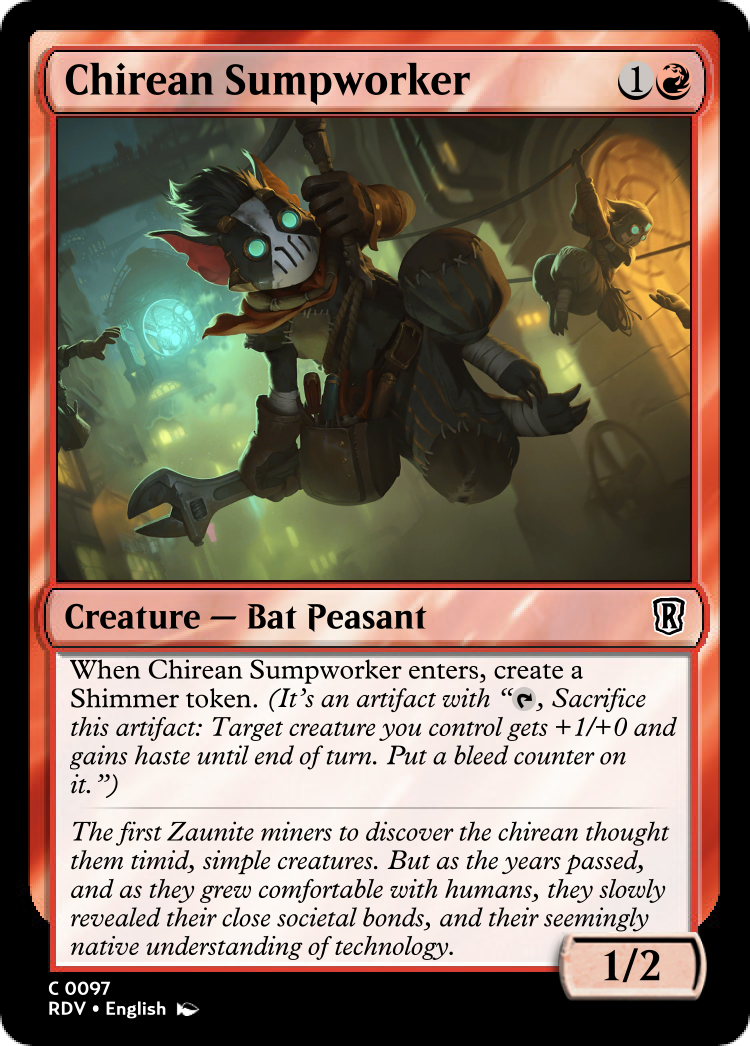 Chirean Sumpworker 1
Creature — Bat Peasant R
When Chirean Sumpworker enters, create a
Shimmer token. (It's an artifact with “, Sacrifice
this artifact: Target creature you control gets +1/+0 and
gains haste until end of turn. Put a bleed counter on
it.”)
The first Zaunite miners to discover the chirean thought
them timid, simple creatures. But as the years passed,
and as they grew comfortable with humans, they slowly
revealed their close societal bonds, and their seemingly
native understanding of technology.
1/2
C 0097
RDV • English